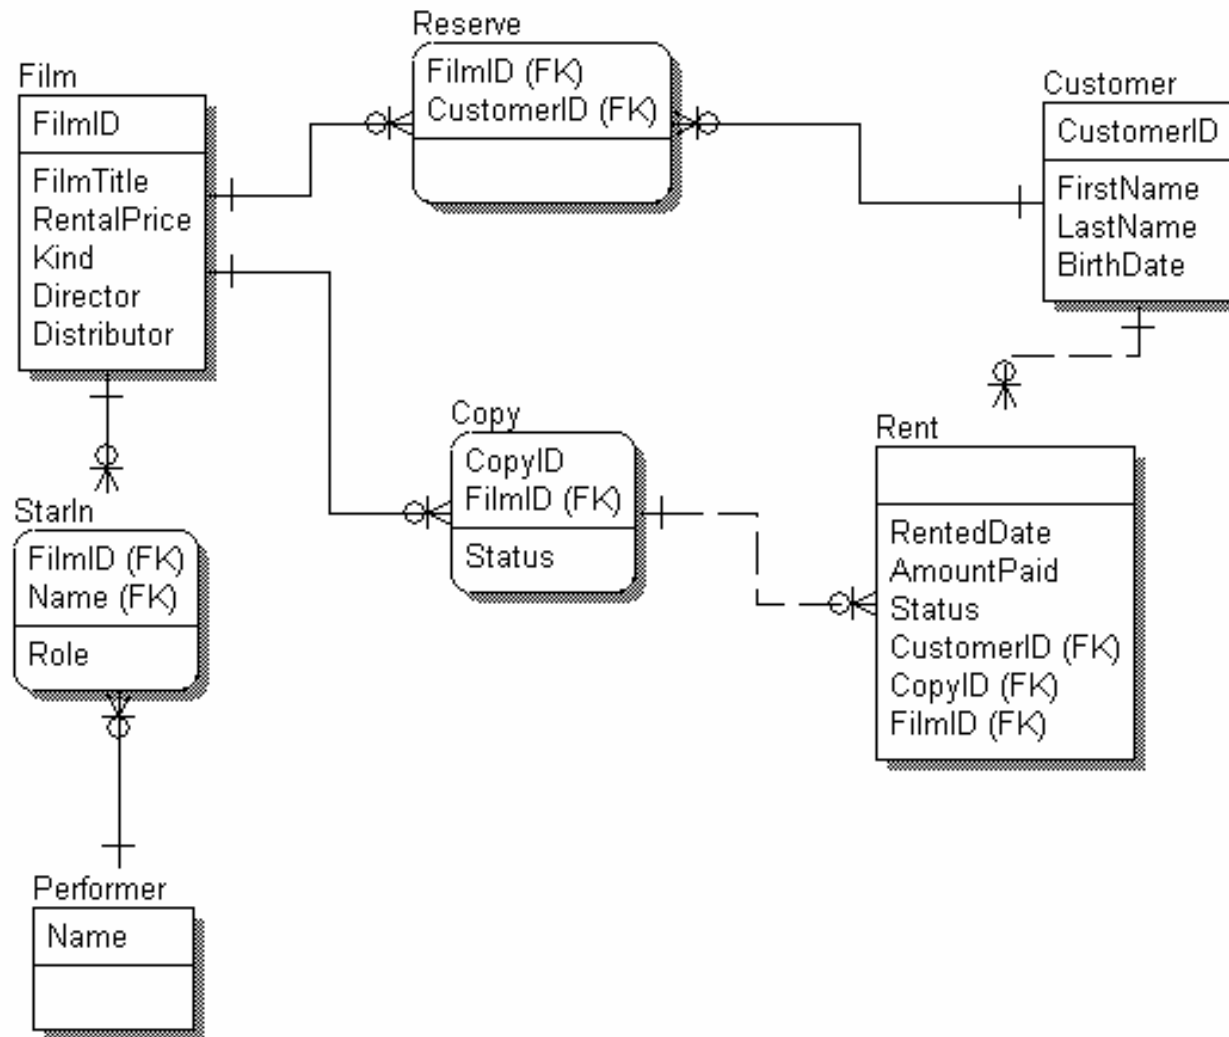 Reserve
FilmID (FK)
CustomerID (FK)
Film
FilmID
FilmTitle
RentalPrice
Kind
Director
Distributor
Customer
CustomerID
FirstName
LastName
BirthDate
Copy
CopyID
FilmID (FK)
Status
Rent
RentedDate
AmountPaid
Status
CustomerID (FK)
CopyID (FK)
FilmID (FK)
StarIn
FilmID (FK)
Name (FK)
Role
Performer
Name